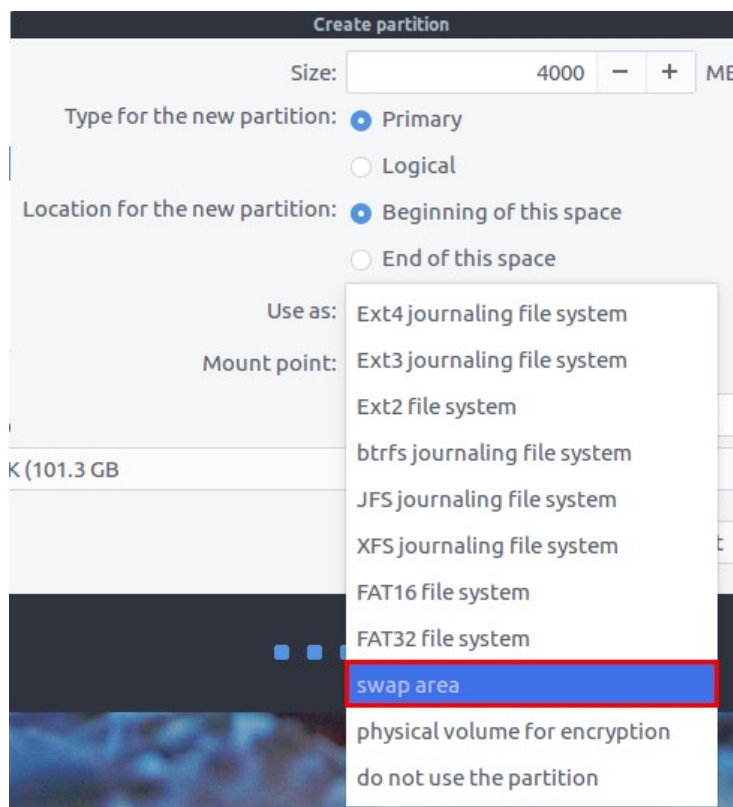 Create partition
Size: 4000 − + MB
Type for the new partition: Primary
Logical
Location for the new partition: Beginning of this space
End of this space
Use as: Ext4 journaling file system
Mount point: Ext3 journaling file system
Ext2 file system
btrfs journaling file system
K (101.3 GB
JFS journaling file system
XFS journaling file system
FAT16 file system
FAT32 file system
swap area
physical volume for encryption
do not use the partition